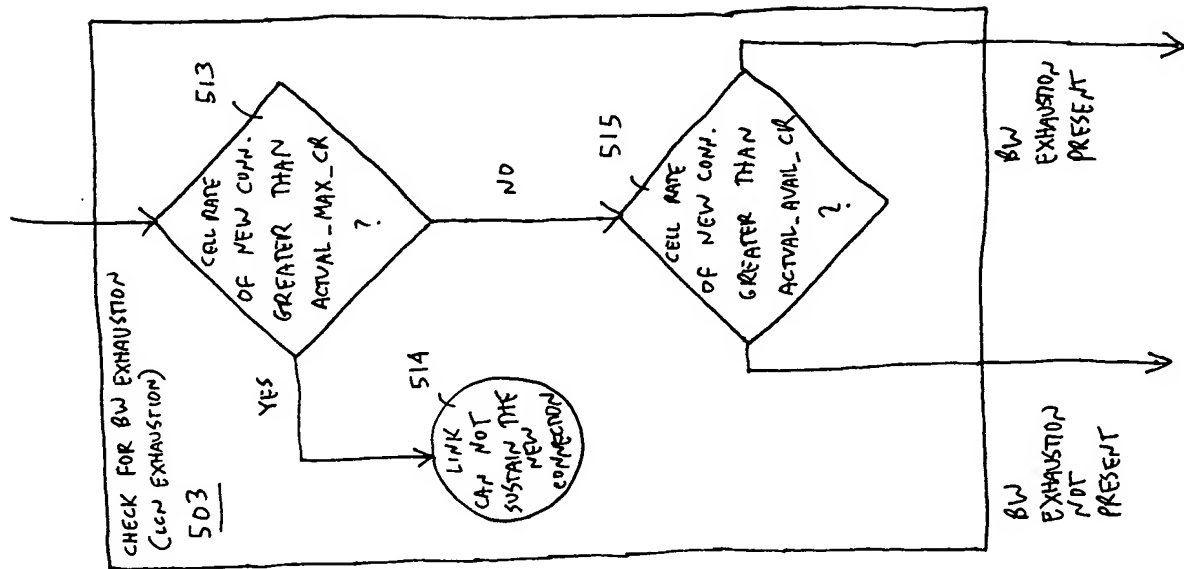 CHECK FOR BW EXHAUSTION
(LCN EXHAUSTION)
503
513
CELL RATE
OF NEW CONN.
GREATER THAN
ACTUAL_MAX_CR
?
YES
NO
514
LINK
CAN NOT
SUSTAIN THE
NEW
CONNECTION
515
CELL RATE
OF NEW CONN.
GREATER THAN
ACTUAL_AVAIL_CR
?
BW
EXHAUSTION
NOT
PRESENT
BW
EXHAUSTION
PRESENT